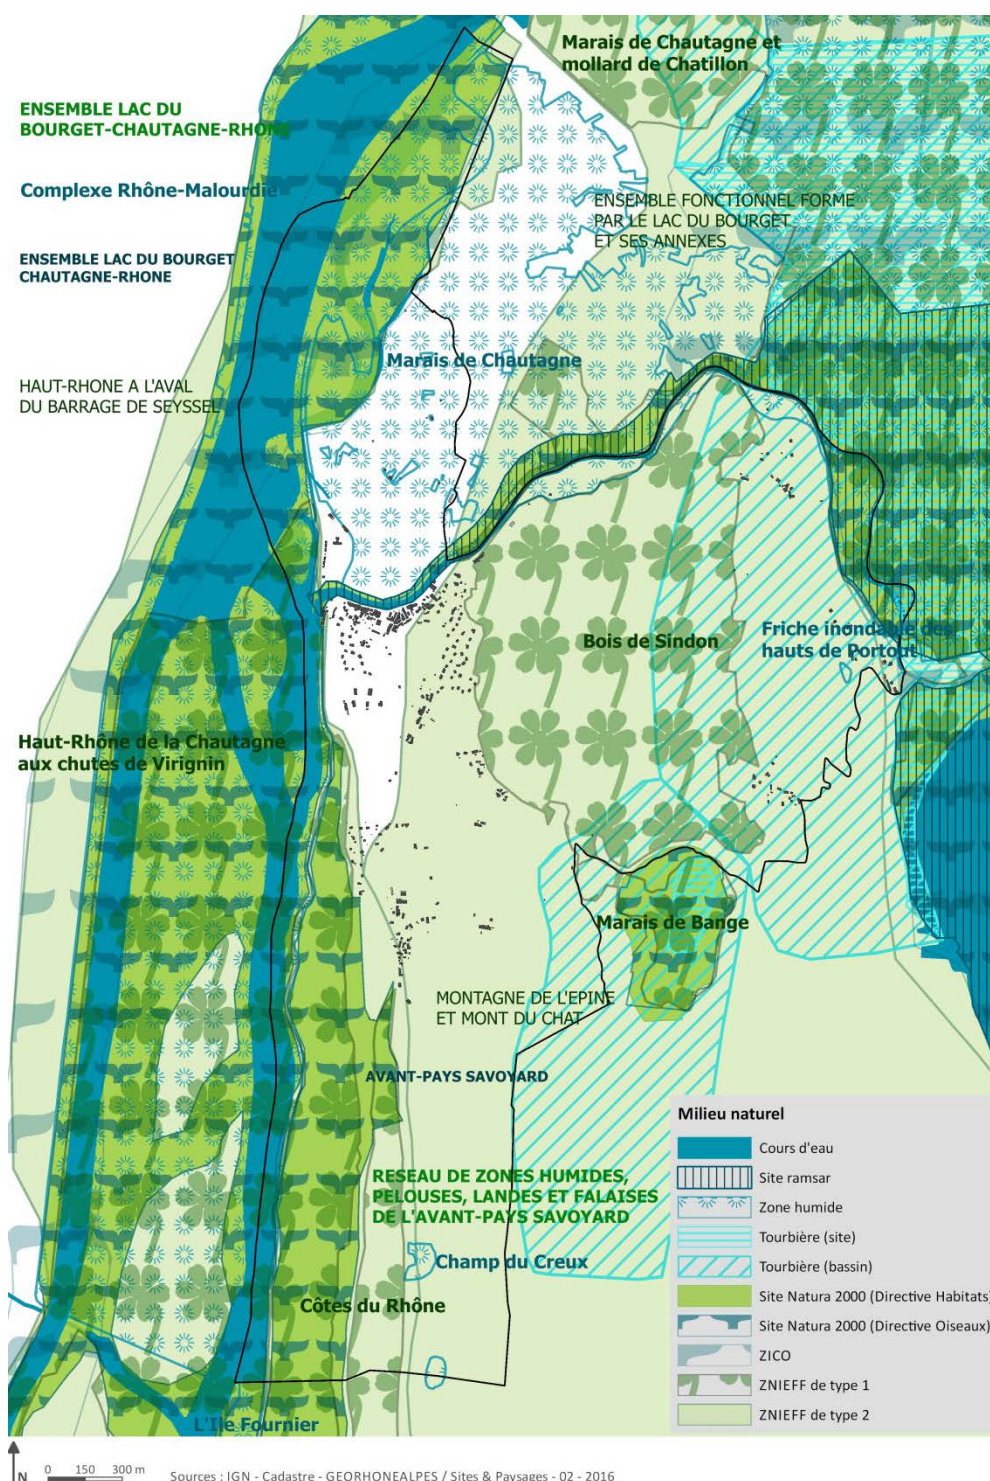 Marais de Chautagne et
mollard de Chatillon
ENSEMBLE LAC DU
BOURGET-CHAUTAGNE-RHONE
Complexe Rhône-Malourdie
ENSEMBLE FONCTIONNEL FORME
PAR LE LAC DU BOURGET
ET SES ANNEXES
ENSEMBLE LAC DU BOURGET
CHAUTAGNE-RHONE
Marais de Chautagne
HAUT-RHONE A L'AVAL
DU BARRAGE DE SEYSSEL
Bois de Sindon
Friche inondable des
hauts de Portout
Haut-Rhône de la Chautagne
aux chutes de Virignin
Marais de Bange
MONTAGNE DE L'EPINE
ET MONT DU CHAT
AVANT-PAYS SAVOYARD
RESEAU DE ZONES HUMIDES,
PELOUSES, LANDES ET FALAISES
DE L'AVANT-PAYS SAVOYARD
Champ du Creux
Côtes du Rhône
L'Ile Fournier
Milieu naturel
Cours d'eau
Site ramsar
Zone humide
Tourbière (site)
Tourbière (bassin)
Site Natura 2000 (Directive Habitats)
Site Natura 2000 (Directive Oiseaux)
ZICO
ZNIEFF de type 1
ZNIEFF de type 2
N 0 150 300 m Sources : IGN - Cadastre - GEORHONEALPES / Sites & Paysages - 02 - 2016